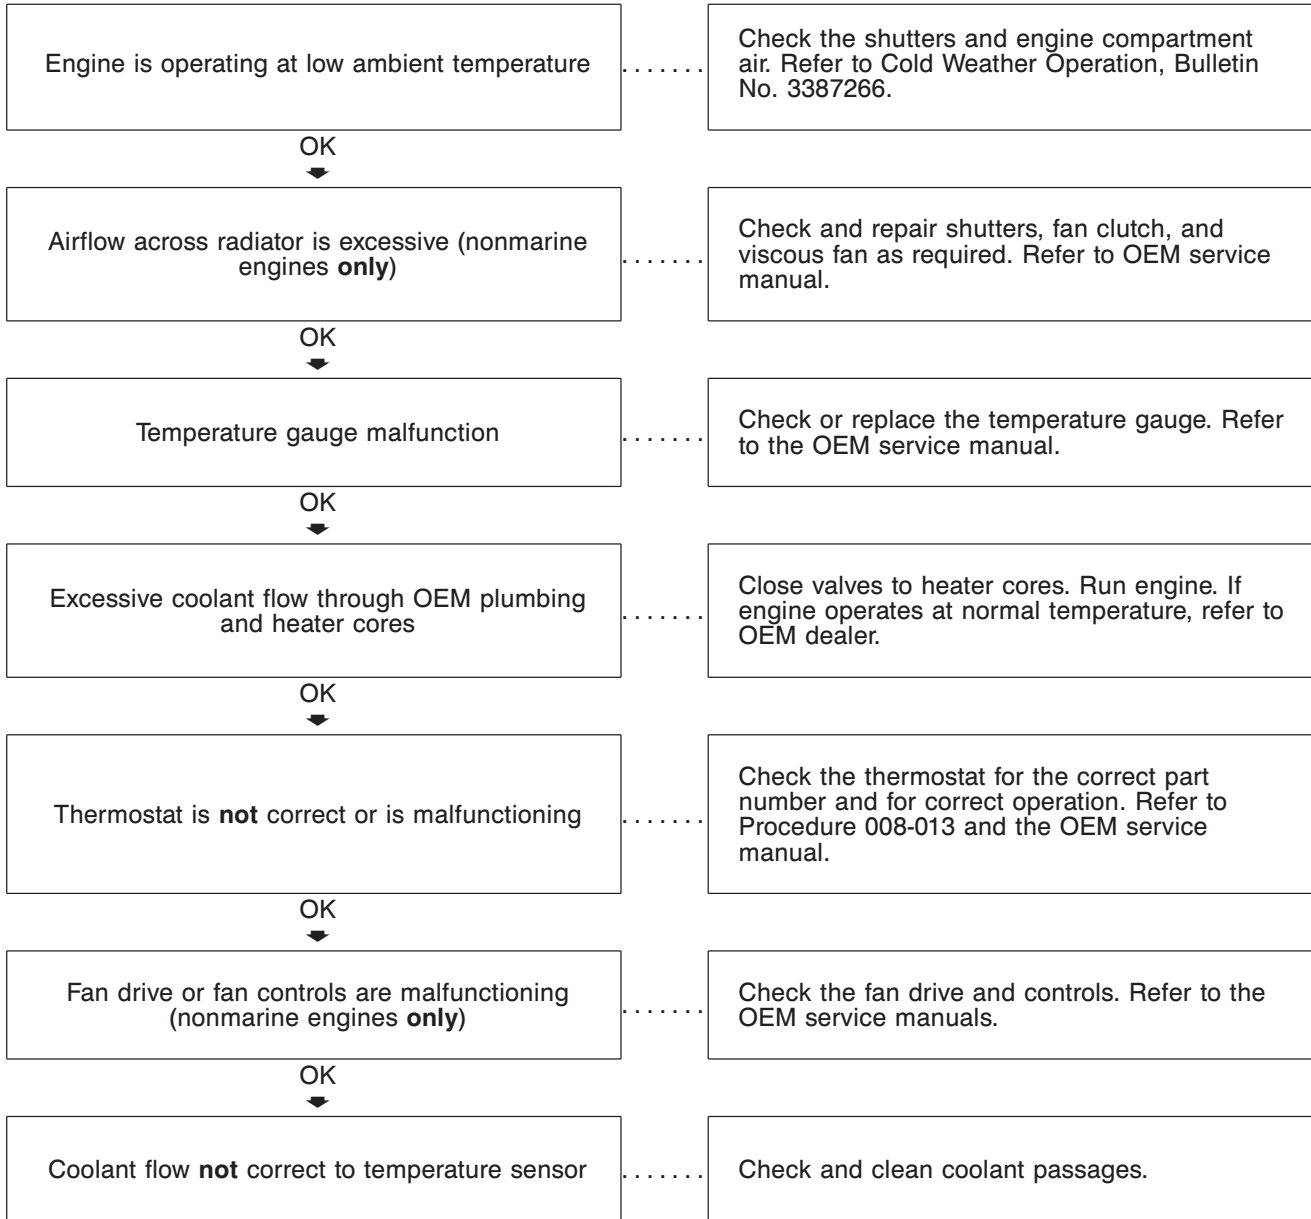 Engine is operating at low ambient temperature
.......
Check the shutters and engine compartment
air. Refer to Cold Weather Operation, Bulletin
No. 3387266.
OK
Airflow across radiator is excessive (nonmarine
engines only)
.......
Check and repair shutters, fan clutch, and
viscous fan as required. Refer to OEM service
manual.
OK
Temperature gauge malfunction
.......
Check or replace the temperature gauge. Refer
to the OEM service manual.
OK
Excessive coolant flow through OEM plumbing
and heater cores
.......
Close valves to heater cores. Run engine. If
engine operates at normal temperature, refer to
OEM dealer.
OK
Thermostat is not correct or is malfunctioning
.......
Check the thermostat for the correct part
number and for correct operation. Refer to
Procedure 008-013 and the OEM service
manual.
OK
Fan drive or fan controls are malfunctioning
(nonmarine engines only)
.......
Check the fan drive and controls. Refer to the
OEM service manuals.
OK
Coolant flow not correct to temperature sensor
.......
Check and clean coolant passages.